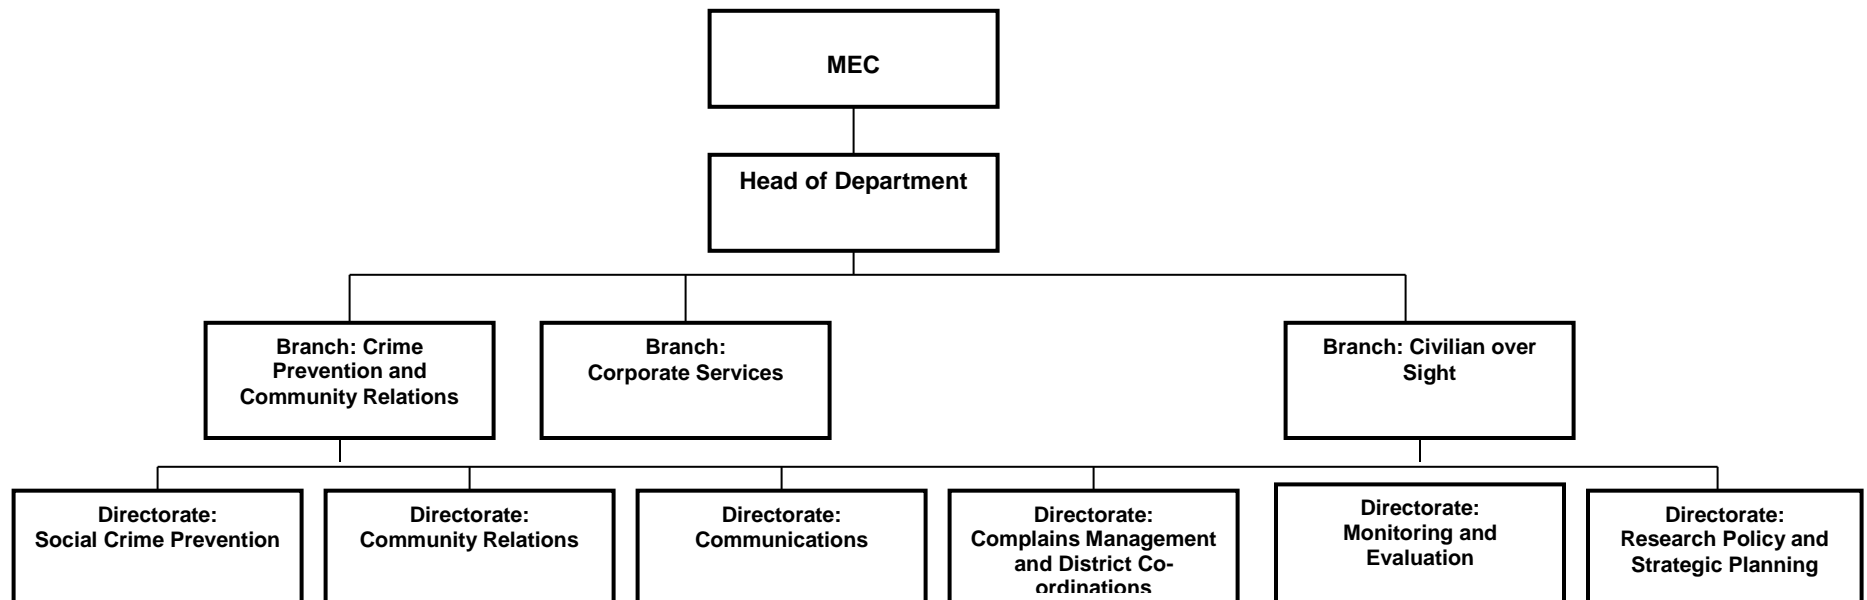 MEC
Head of Department
Branch: Crime
Prevention and
Community Relations
Branch:
Corporate Services
Branch: Civilian over
Sight
Directorate:
Social Crime Prevention
Directorate:
Community Relations
Directorate:
Communications
Directorate:
Complains Management
and District Co-
ordinations
Directorate:
Monitoring and
Evaluation
Directorate:
Research Policy and
Strategic Planning